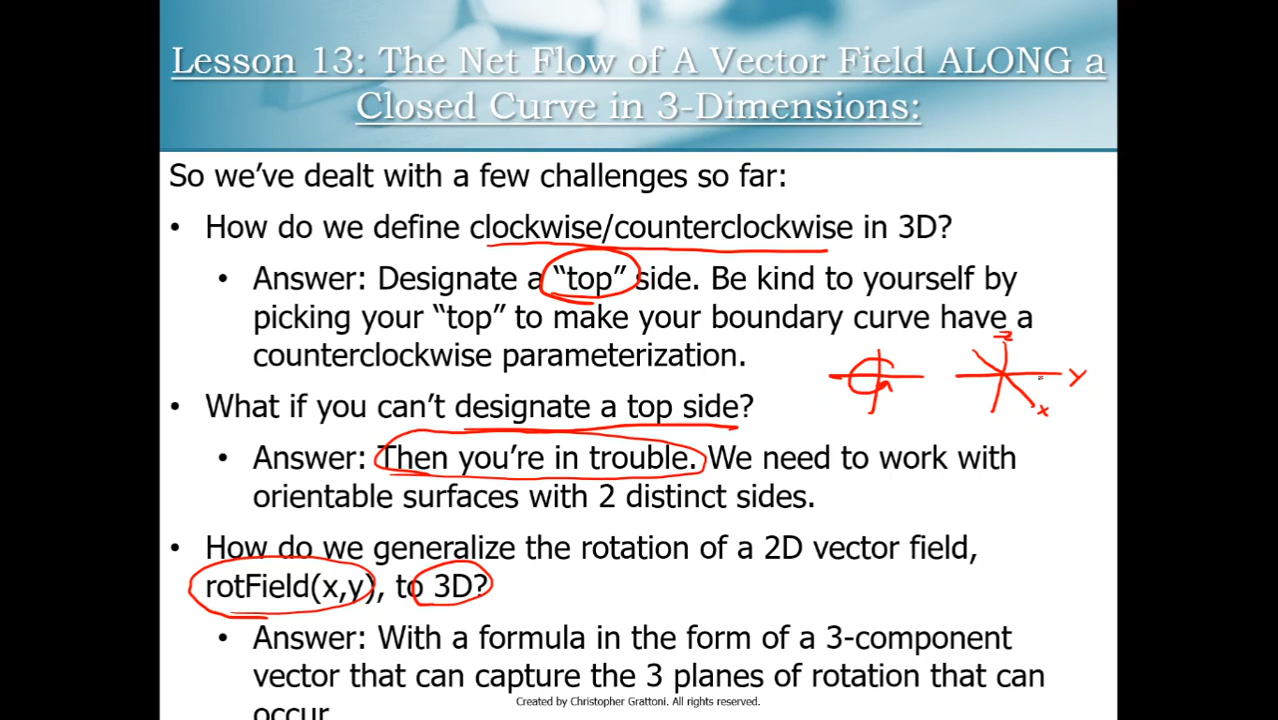 Lesson 13: The Net Flow of A Vector Field ALONG a
Closed Curve in 3-Dimensions:
So we’ve dealt with a few challenges so far:
• How do we define clockwise/counterclockwise in 3D?
• Answer: Designate a “top” side. Be kind to yourself by
picking your “top” to make your boundary curve have a
counterclockwise parameterization.
z
y
x
• What if you can’t designate a top side?
• Answer: Then you’re in trouble. We need to work with
orientable surfaces with 2 distinct sides.
• How do we generalize the rotation of a 2D vector field,
rotField(x,y), to 3D?
• Answer: With a formula in the form of a 3-component
vector that can capture the 3 planes of rotation that can
Created by Christopher Grattoni. All rights reserved.
occur